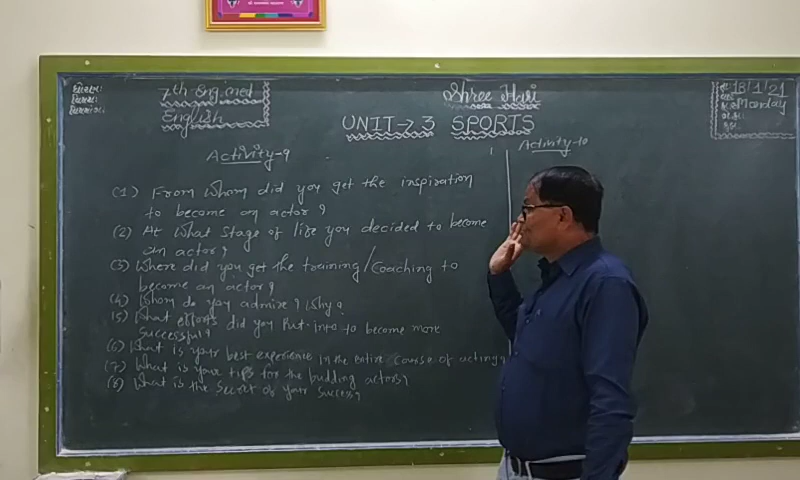 ધોરણ:
વિષય:
7th-Eng.med
English
Shree Hari
UNIT → 3 SPORTS
18/1/21
Monday
Activity-9
Activity-10
(1) From whom did you get the inspiration
to become an actor?
(2) At what stage of life you decided to become
an actor?
(3) Where did you get the training/coaching to
become an actor?
(4) Whom do you admire? Why?
(5) What efforts did you put into to become more
successful?
(6) What is your best experience in the entire course of acting?
(7) What is your tips for the budding actors?
(8) What is the secret of your success?